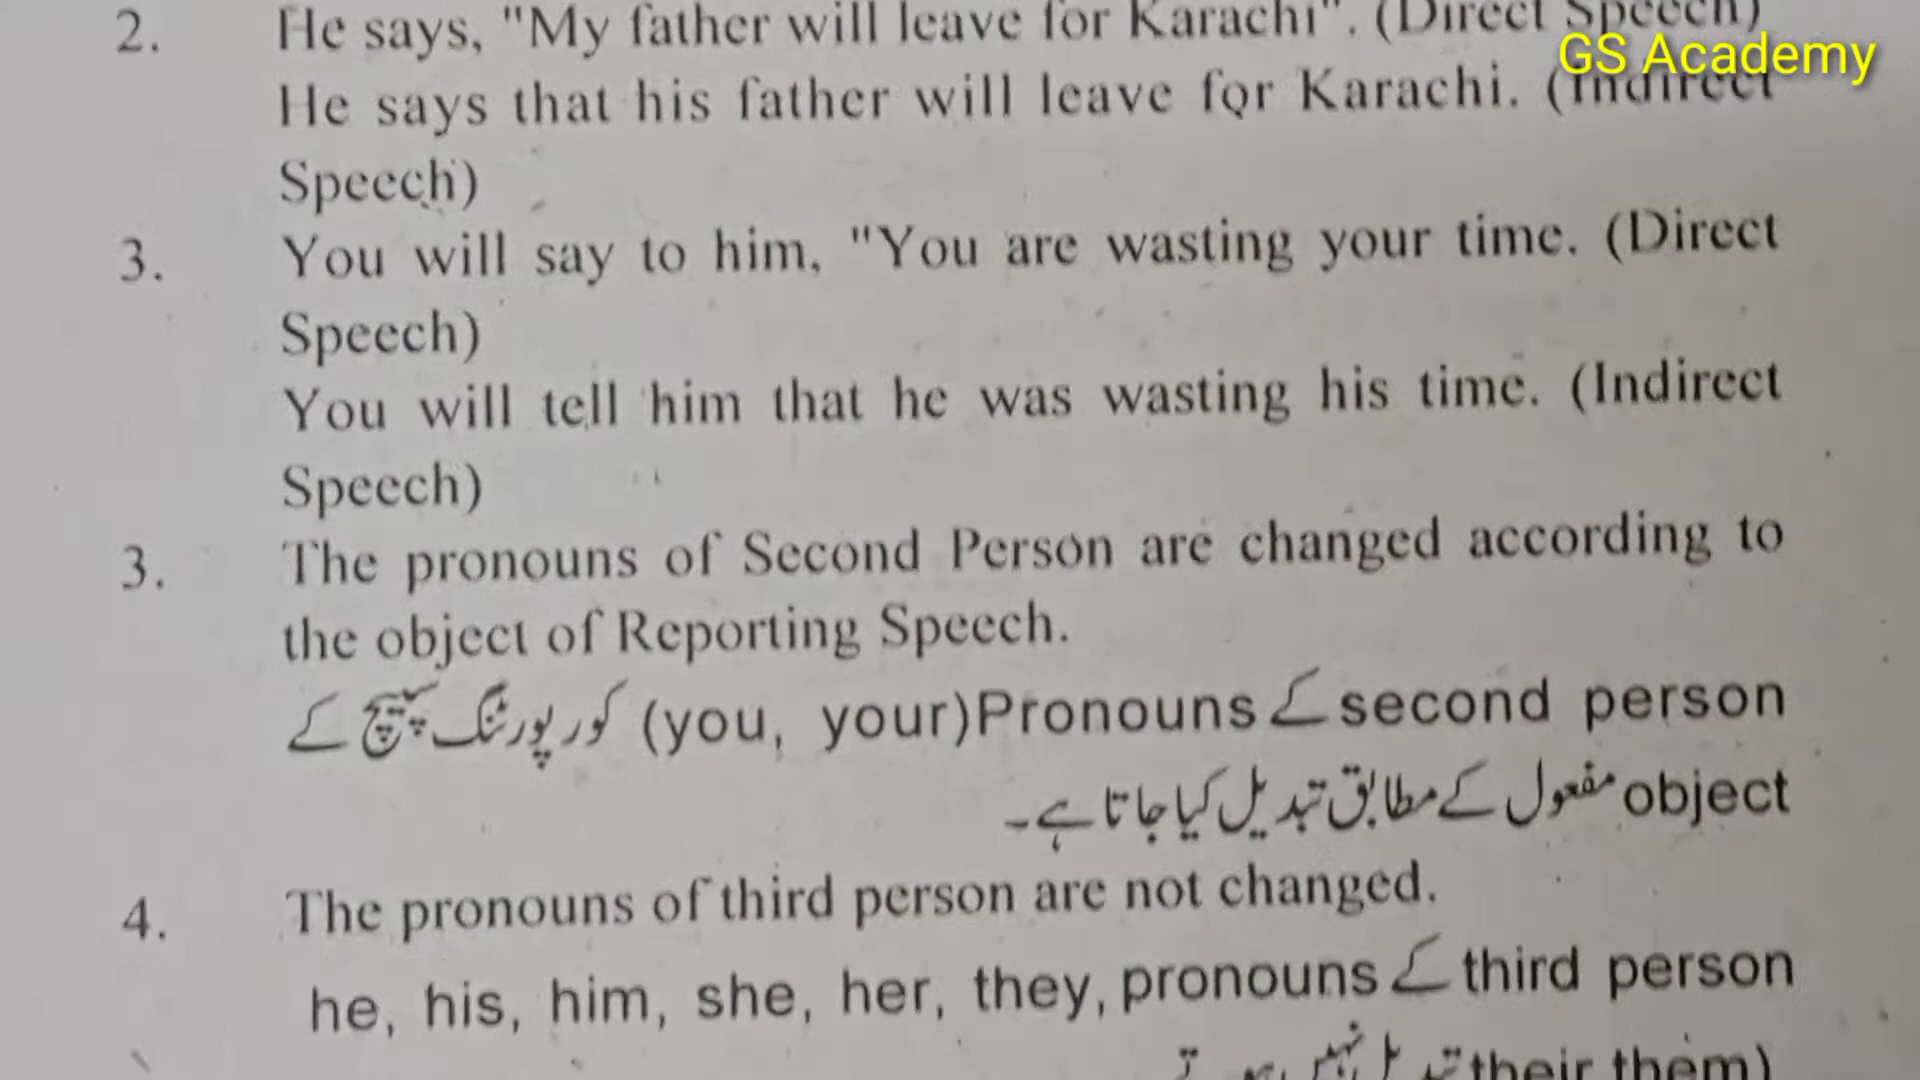 2. He says, "My father will leave for Karachi". (Direct Speech)
GS Academy
He says that his father will leave for Karachi. (Indirect
Speech)
3. You will say to him, "You are wasting your time. (Direct
Speech)
You will tell him that he was wasting his time. (Indirect
Speech)
3. The pronouns of Second Person are changed according to
the object of Reporting Speech.
second person کے Pronouns (you, your) کو رپورٹنگ سپیچ کے
object مفعول کے مطابق تبدیل کیا جاتا ہے۔
4. The pronouns of third person are not changed.
third person کے pronouns he, his, him, she, her, they,
their them)